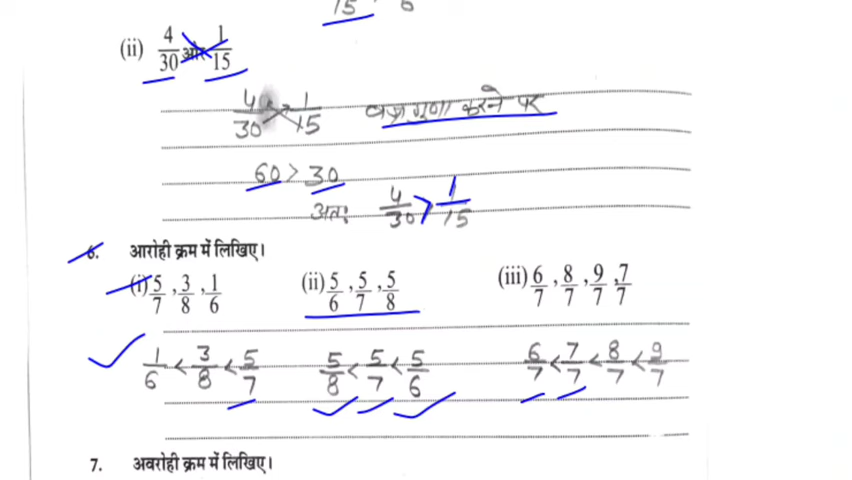 15 6
(ii) 4/30 और 1/15
4/30 1/15 वज्र गुणा करने पर
60 > 30
अतः 4/30 > 1/15
6. आरोही क्रम में लिखिए।
(i) 5/7 , 3/8 , 1/6 (ii) 5/6 , 5/7 , 5/8 (iii) 6/7 , 8/7 , 9/7 , 7/7
1/6 < 3/8 < 5/7 5/8 < 5/7 < 5/6 6/7 < 7/7 < 8/7 < 9/7
7. अवरोही क्रम में लिखिए।